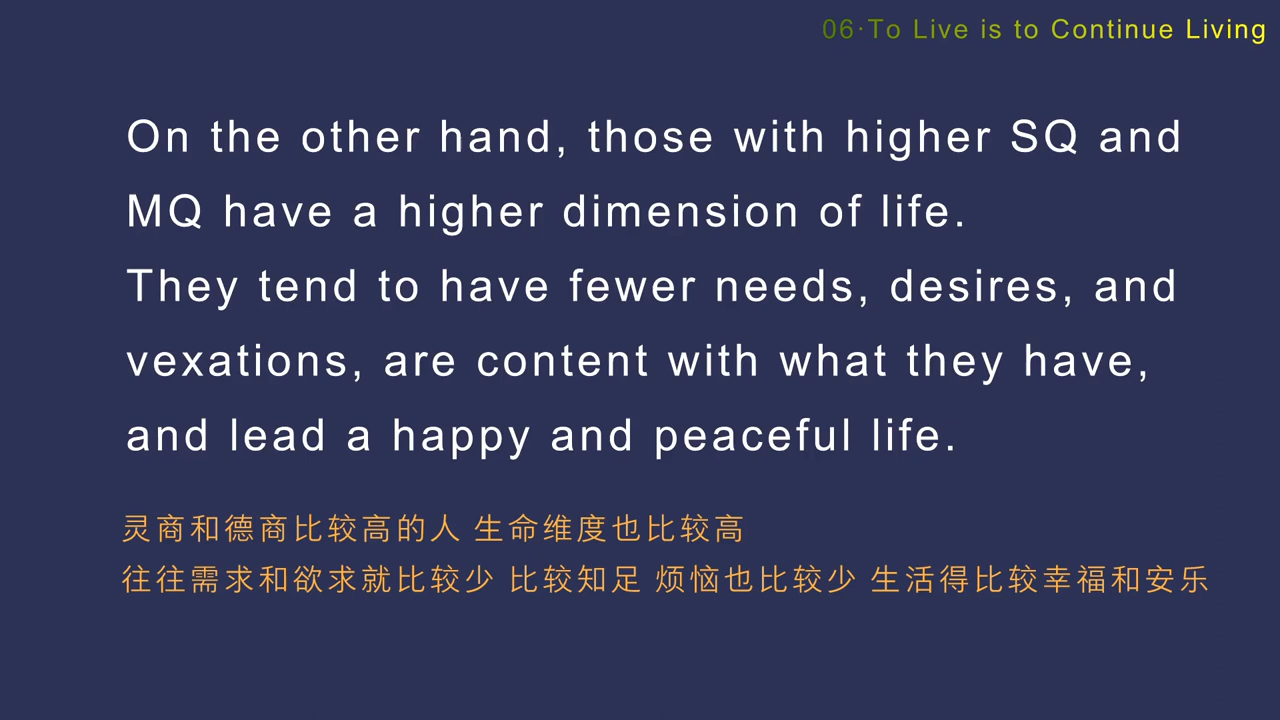 06·To Live is to Continue Living
On the other hand, those with higher SQ and
MQ have a higher dimension of life.
They tend to have fewer needs, desires, and
vexations, are content with what they have,
and lead a happy and peaceful life.
灵商和德商比较高的人 生命维度也比较高
往往需求和欲求就比较少 比较知足 烦恼也比较少 生活得比较幸福和安乐